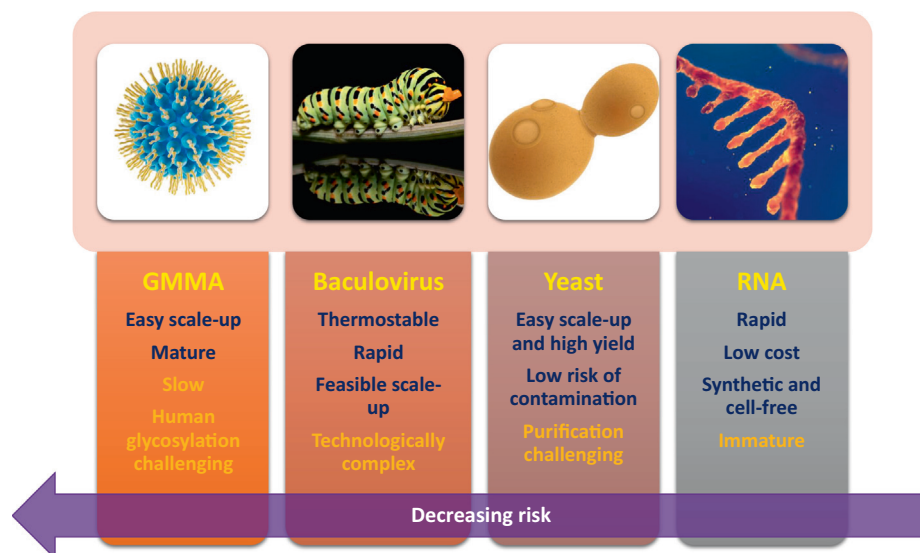 GMMA
Easy scale-up
Mature
Slow
Human
glycosylation
challenging
Baculovirus
Thermostable
Rapid
Feasible scale-
up
Technologically
complex
Yeast
Easy scale-up
and high yield
Low risk of
contamination
Purification
challenging
RNA
Rapid
Low cost
Synthetic and
cell-free
Immature
Decreasing risk